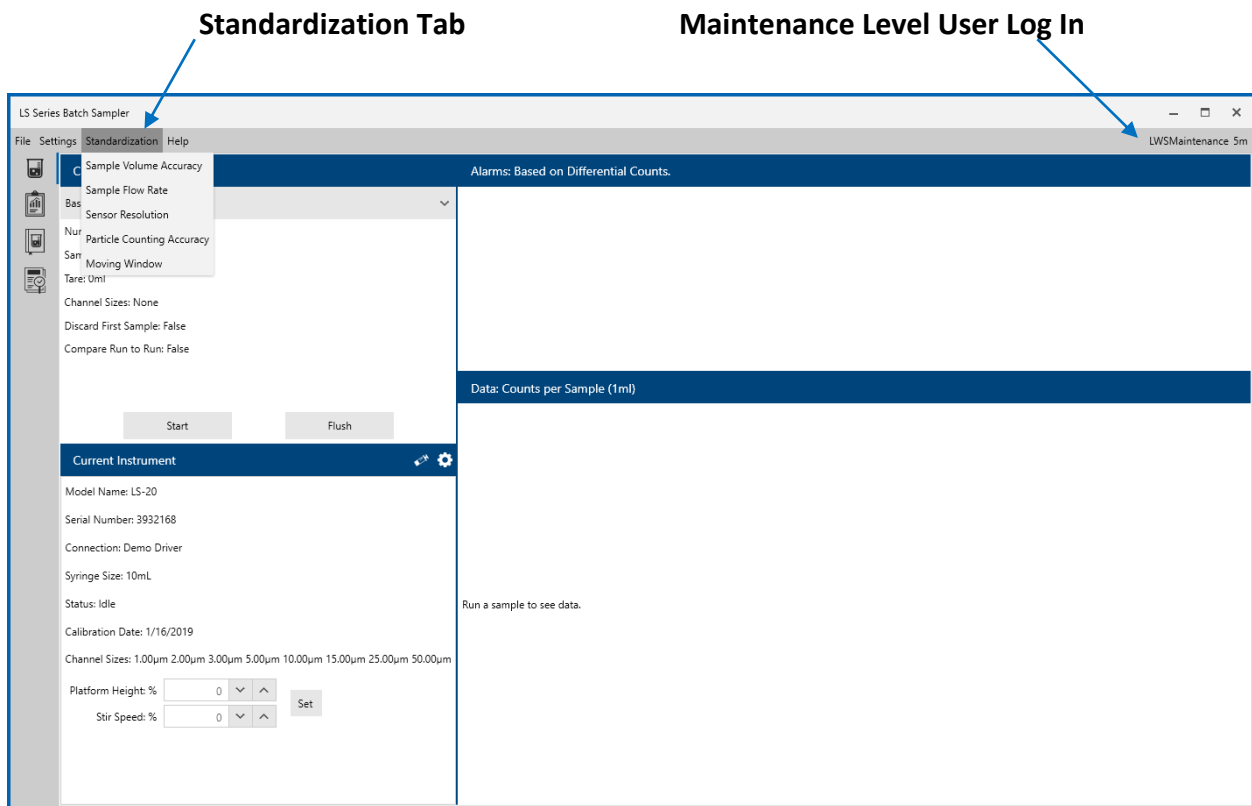 Standardization Tab
Maintenance Level User Log In
LS Series Batch Sampler
File Settings Standardization Help
LWSMaintenance 5m
Sample Volume Accuracy
Sample Flow Rate
Sensor Resolution
Particle Counting Accuracy
Moving Window
Alarms: Based on Differential Counts.
Tare: 0ml
Channel Sizes: None
Discard First Sample: False
Compare Run to Run: False
Start
Flush
Data: Counts per Sample (1ml)
Run a sample to see data.
Current Instrument
Model Name: LS-20
Serial Number: 3932168
Connection: Demo Driver
Syringe Size: 10mL
Status: Idle
Calibration Date: 1/16/2019
Channel Sizes: 1.00µm 2.00µm 3.00µm 5.00µm 10.00µm 15.00µm 25.00µm 50.00µm
Platform Height: % 0
Set
Stir Speed: % 0